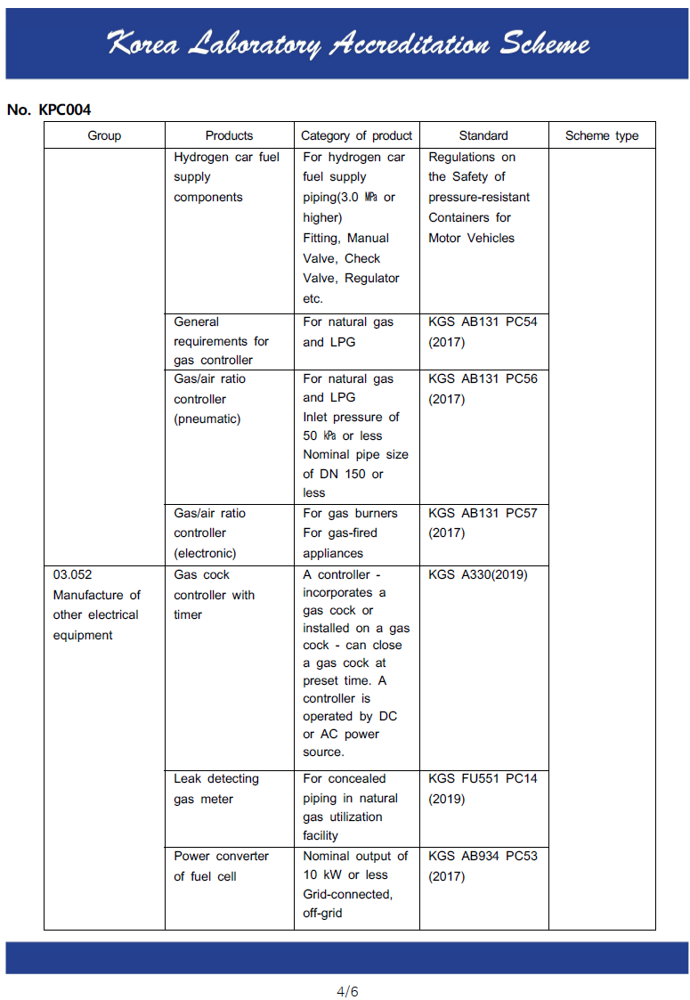 Korea Laboratory Accreditation Scheme
No. KPC004
Group
Products
Category of product
Standard
Scheme type
Hydrogen car fuel
supply
components
For hydrogen car
fuel supply
piping(3.0 ㎫ or
higher)
Fitting, Manual
Valve, Check
Valve, Regulator
etc.
Regulations on
the Safety of
pressure-resistant
Containers for
Motor Vehicles
General
requirements for
gas controller
For natural gas
and LPG
KGS AB131 PC54
(2017)
Gas/air ratio
controller
(pneumatic)
For natural gas
and LPG
Inlet pressure of
50 ㎪ or less
Nominal pipe size
of DN 150 or
less
KGS AB131 PC56
(2017)
Gas/air ratio
controller
(electronic)
For gas burners
For gas-fired
appliances
KGS AB131 PC57
(2017)
03.052
Manufacture of
other electrical
equipment
Gas cock
controller with
timer
A controller -
incorporates a
gas cock or
installed on a gas
cock - can close
a gas cock at
preset time. A
controller is
operated by DC
or AC power
source.
KGS A330(2019)
Leak detecting
gas meter
For concealed
piping in natural
gas utilization
facility
KGS FU551 PC14
(2019)
Power converter
of fuel cell
Nominal output of
10 kW or less
Grid-connected,
off-grid
KGS AB934 PC53
(2017)
4/6